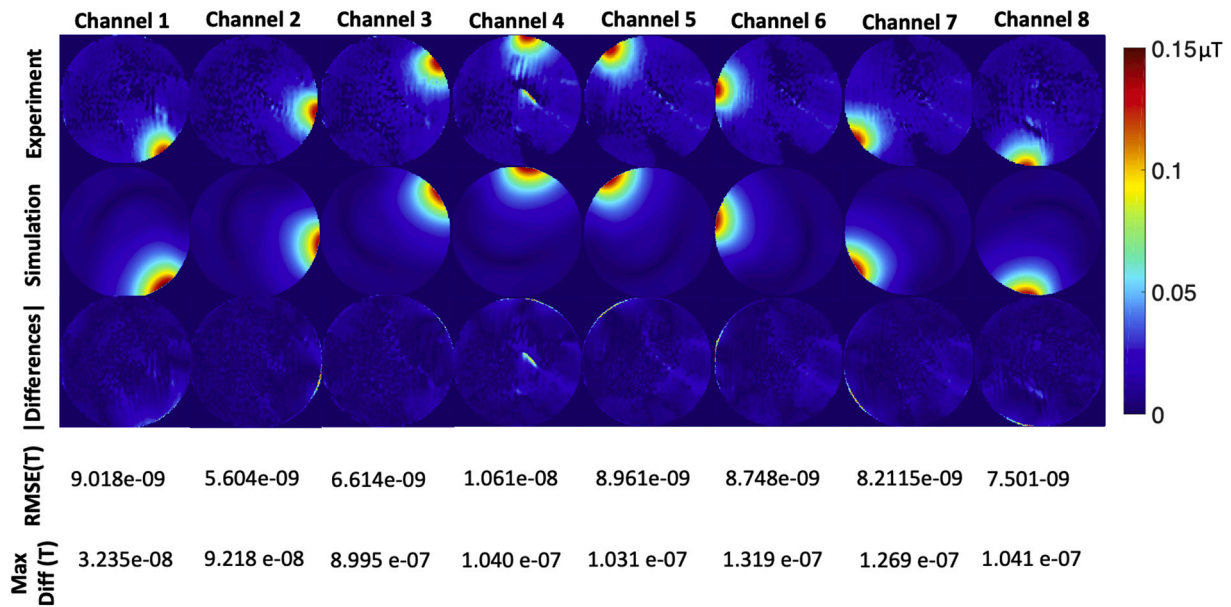 Channel 1 Channel 2 Channel 3 Channel 4 Channel 5 Channel 6 Channel 7 Channel 8
Experiment
0.15μT
0.1
Simulation
0.05
|Differences|
0
RMSE(T) 9.018e-09 5.604e-09 6.614e-09 1.061e-08 8.961e-09 8.748e-09 8.2115e-09 7.501-09
Max
Diff (T) 3.235e-08 9.218 e-08 8.995 e-07 1.040 e-07 1.031 e-07 1.319 e-07 1.269 e-07 1.041 e-07